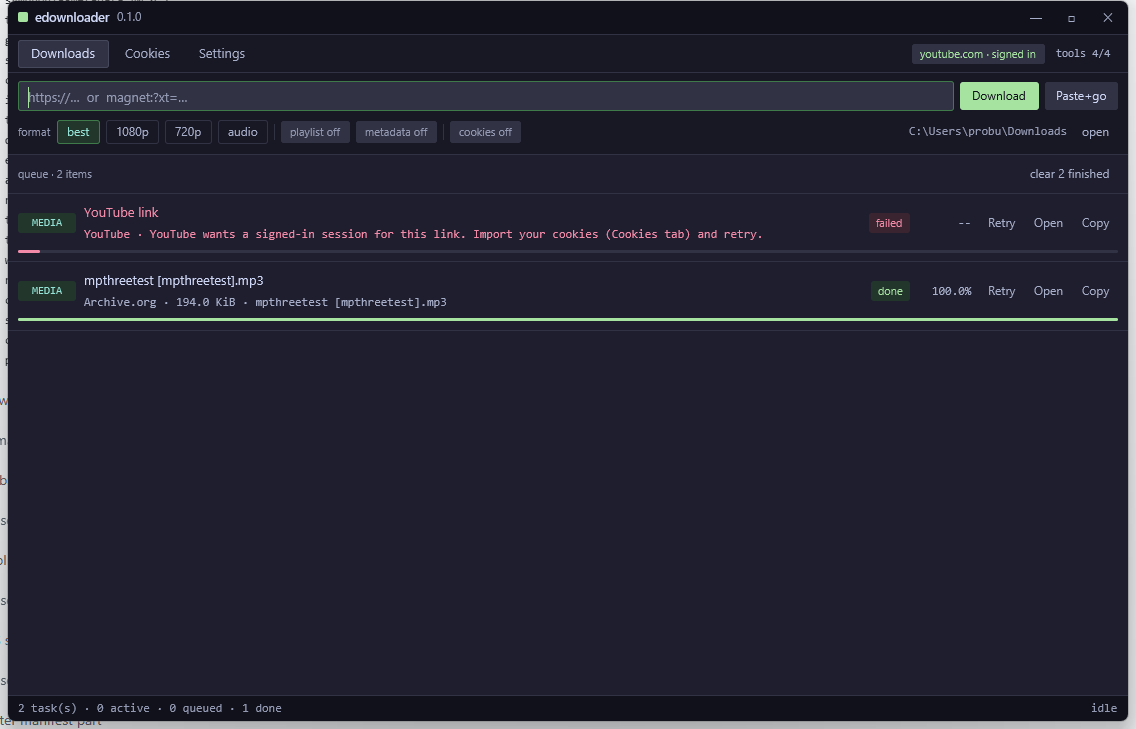 edownloader 0.1.0
Downloads Cookies Settings youtube.com · signed in tools 4/4
https://... or magnet:?xt=... Download Paste+go
format best 1080p 720p audio playlist off metadata off cookies off C:\Users\probu\Downloads open
queue · 2 items clear 2 finished
MEDIA YouTube link failed -- Retry Open Copy
YouTube · YouTube wants a signed-in session for this link. Import your cookies (Cookies tab) and retry.
MEDIA mpthreetest [mpthreetest].mp3 done 100.0% Retry Open Copy
Archive.org · 194.0 KiB · mpthreetest [mpthreetest].mp3
2 task(s) · 0 active · 0 queued · 1 done idle